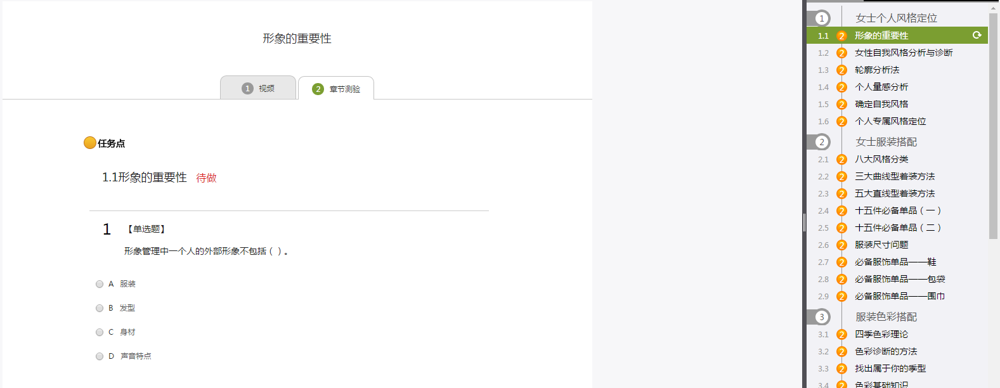 形象的重要性
1 视频
2 章节测验
任务点
1.1形象的重要性 待做
1 【单选题】
形象管理中一个人的外部形象不包括（ ）。
A 服装
B 发型
C 身材
D 声音特点
1 女士个人风格定位
1.1 2 形象的重要性
1.2 2 女性自我风格分析与诊断
1.3 2 轮廓分析法
1.4 2 个人量感分析
1.5 2 确定自我风格
1.6 2 个人专属风格定位
2 女士服装搭配
2.1 2 八大风格分类
2.2 2 三大曲线型着装方法
2.3 2 五大直线型着装方法
2.4 2 十五件必备单品（一）
2.5 2 十五件必备单品（二）
2.6 2 服装尺寸问题
2.7 2 必备服饰单品——鞋
2.8 2 必备服饰单品——包袋
2.9 2 必备服饰单品——围巾
3 服装色彩搭配
3.1 2 四季色彩理论
3.2 2 色彩诊断的方法
3.3 2 找出属于你的季型
3.4 2 色彩基础知识